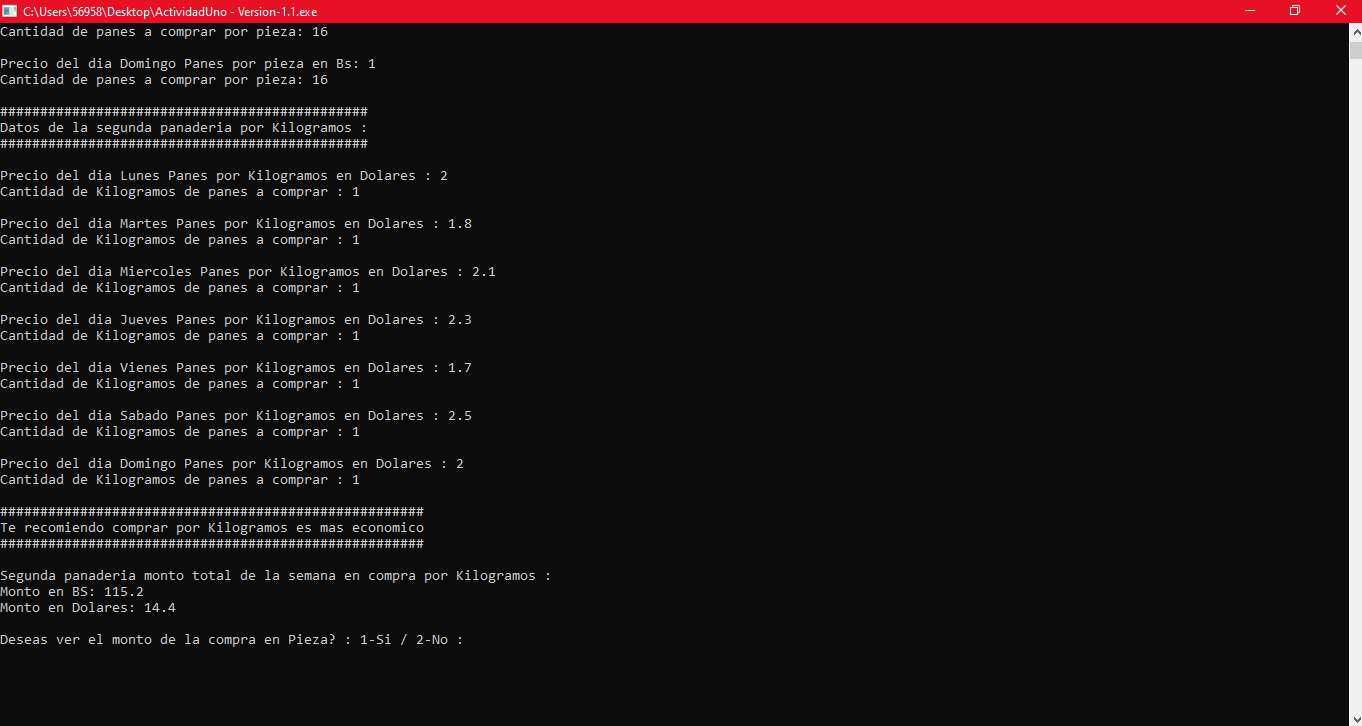 C:\Users\56958\Desktop\ActividadUno - Version-1.1.exe
Cantidad de panes a comprar por pieza: 16
Precio del dia Domingo Panes por pieza en Bs: 1
Cantidad de panes a comprar por pieza: 16
##############################################
Datos de la segunda panaderia por Kilogramos :
##############################################
Precio del dia Lunes Panes por Kilogramos en Dolares : 2
Cantidad de Kilogramos de panes a comprar : 1
Precio del dia Martes Panes por Kilogramos en Dolares : 1.8
Cantidad de Kilogramos de panes a comprar : 1
Precio del dia Miercoles Panes por Kilogramos en Dolares : 2.1
Cantidad de Kilogramos de panes a comprar : 1
Precio del dia Jueves Panes por Kilogramos en Dolares : 2.3
Cantidad de Kilogramos de panes a comprar : 1
Precio del dia Vienes Panes por Kilogramos en Dolares : 1.7
Cantidad de Kilogramos de panes a comprar : 1
Precio del dia Sabado Panes por Kilogramos en Dolares : 2.5
Cantidad de Kilogramos de panes a comprar : 1
Precio del dia Domingo Panes por Kilogramos en Dolares : 2
Cantidad de Kilogramos de panes a comprar : 1
#####################################################
Te recomiendo comprar por Kilogramos es mas economico
#####################################################
Segunda panaderia monto total de la semana en compra por Kilogramos :
Monto en BS: 115.2
Monto en Dolares: 14.4
Deseas ver el monto de la compra en Pieza? : 1-Si / 2-No :